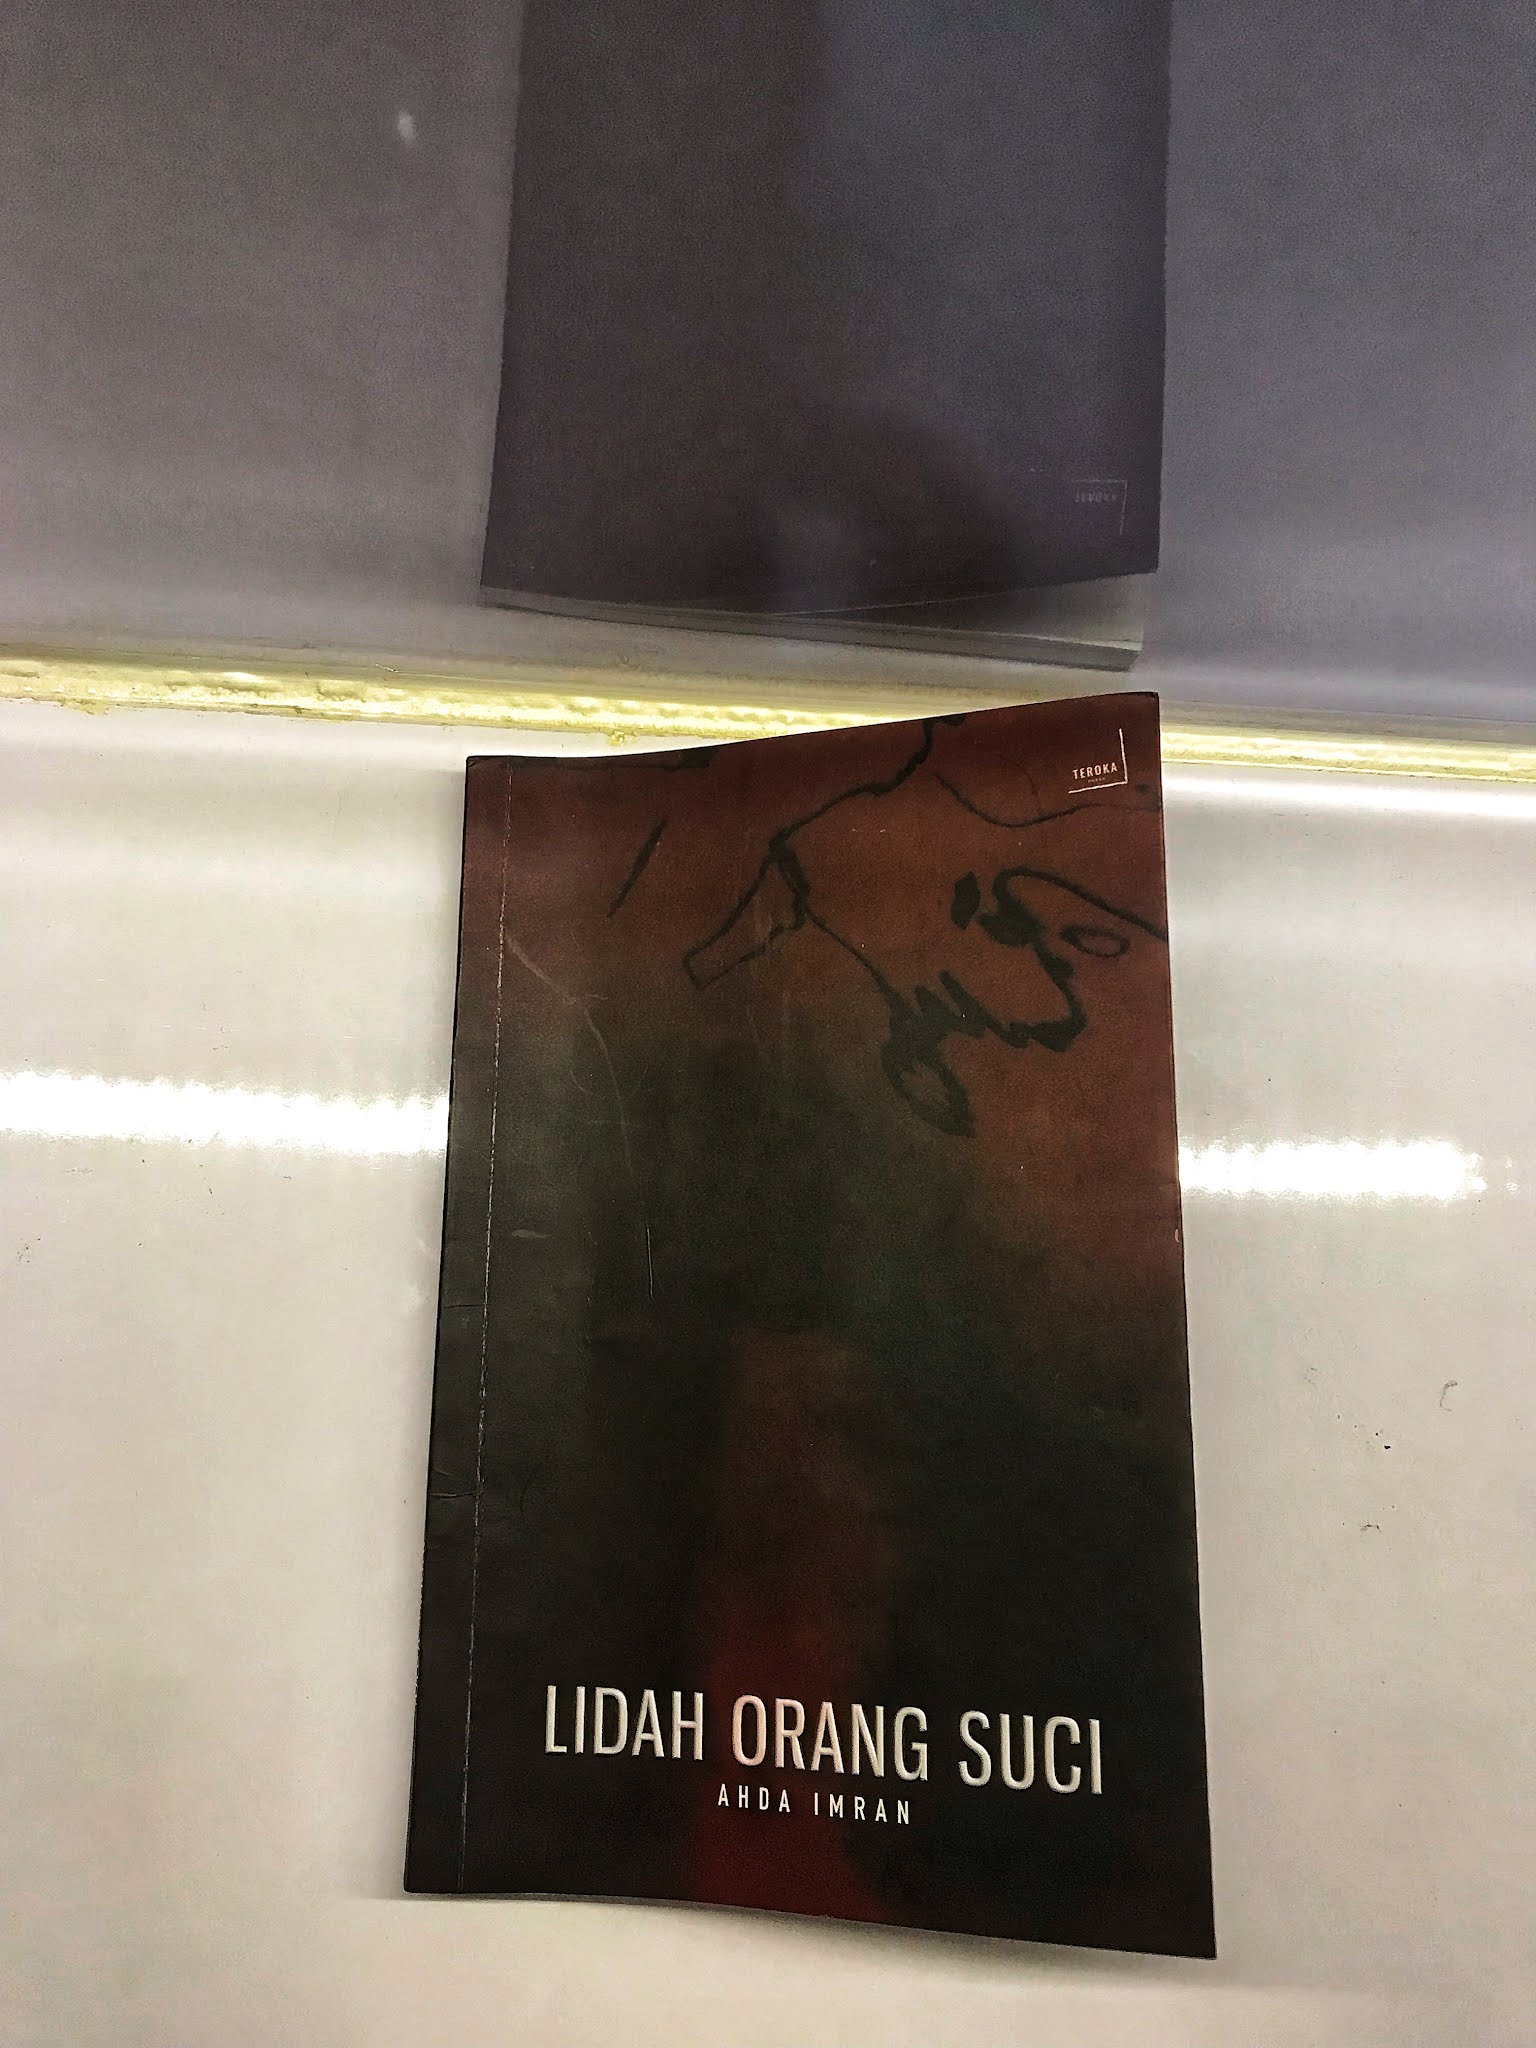 TEROKA
LIDAH ORANG SUCI
AHDA IMRAN